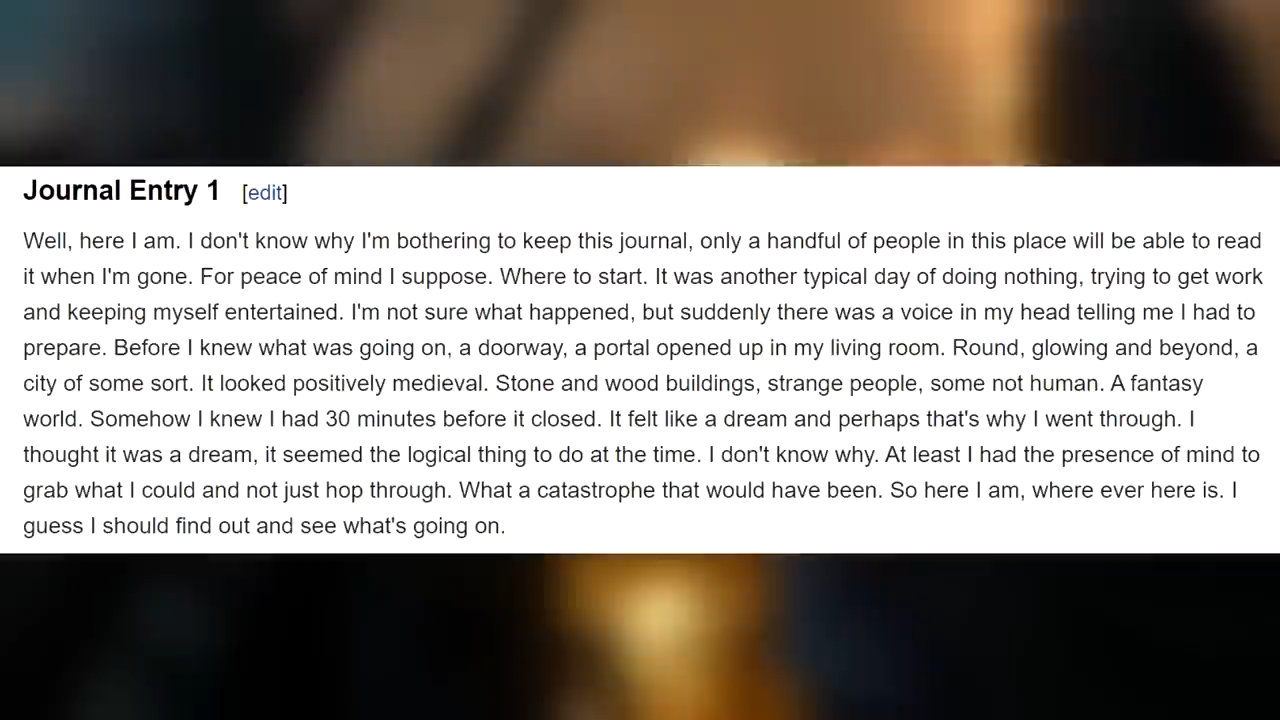 Journal Entry 1 [edit]
Well, here I am. I don't know why I'm bothering to keep this journal, only a handful of people in this place will be able to read
it when I'm gone. For peace of mind I suppose. Where to start. It was another typical day of doing nothing, trying to get work
and keeping myself entertained. I'm not sure what happened, but suddenly there was a voice in my head telling me I had to
prepare. Before I knew what was going on, a doorway, a portal opened up in my living room. Round, glowing and beyond, a
city of some sort. It looked positively medieval. Stone and wood buildings, strange people, some not human. A fantasy
world. Somehow I knew I had 30 minutes before it closed. It felt like a dream and perhaps that's why I went through. I
thought it was a dream, it seemed the logical thing to do at the time. I don't know why. At least I had the presence of mind to
grab what I could and not just hop through. What a catastrophe that would have been. So here I am, where ever here is. I
guess I should find out and see what's going on.